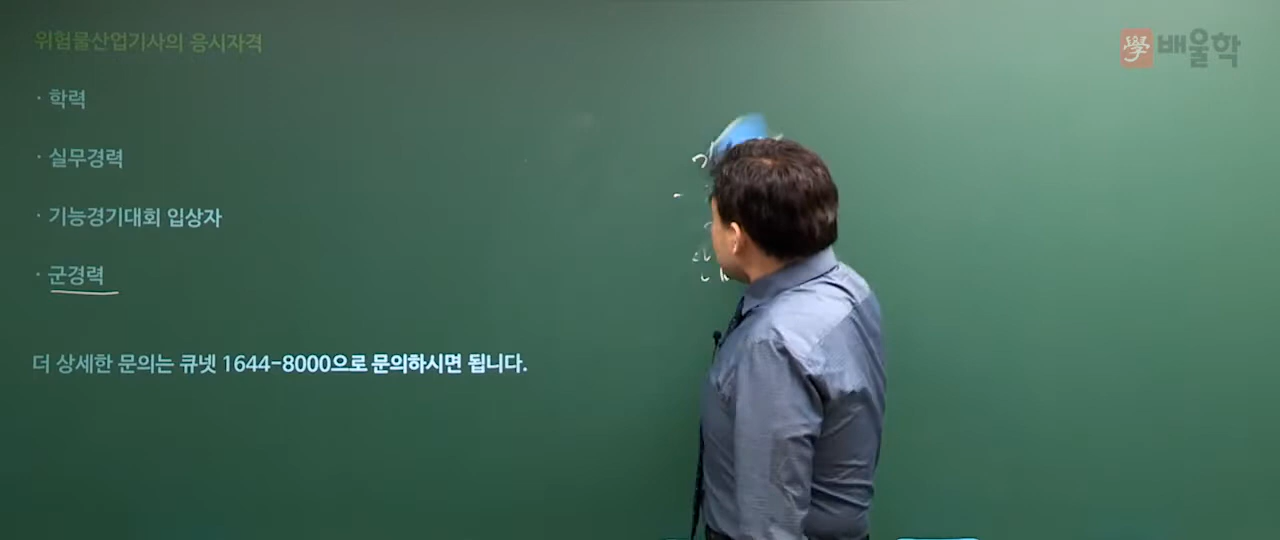 위험물산업기사의 응시자격
學 배울학
· 학력
· 실무경력
· 기능경기대회 입상자
· 군경력
더 상세한 문의는 큐넷 1644-8000으로 문의하시면 됩니다.